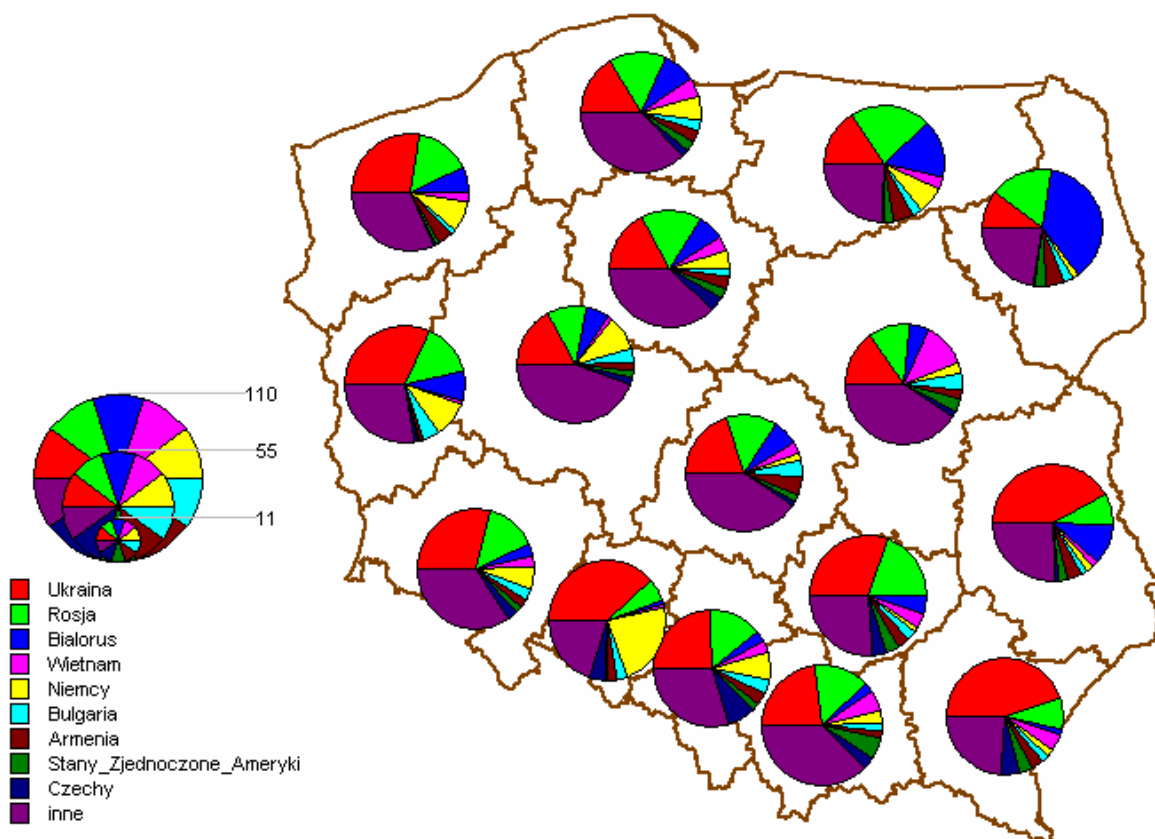 110
55
11
Ukraina
Rosja
Bialorus
Wietnam
Niemcy
Bulgaria
Armenia
Stany_Zjednoczone_Ameryki
Czechy
inne